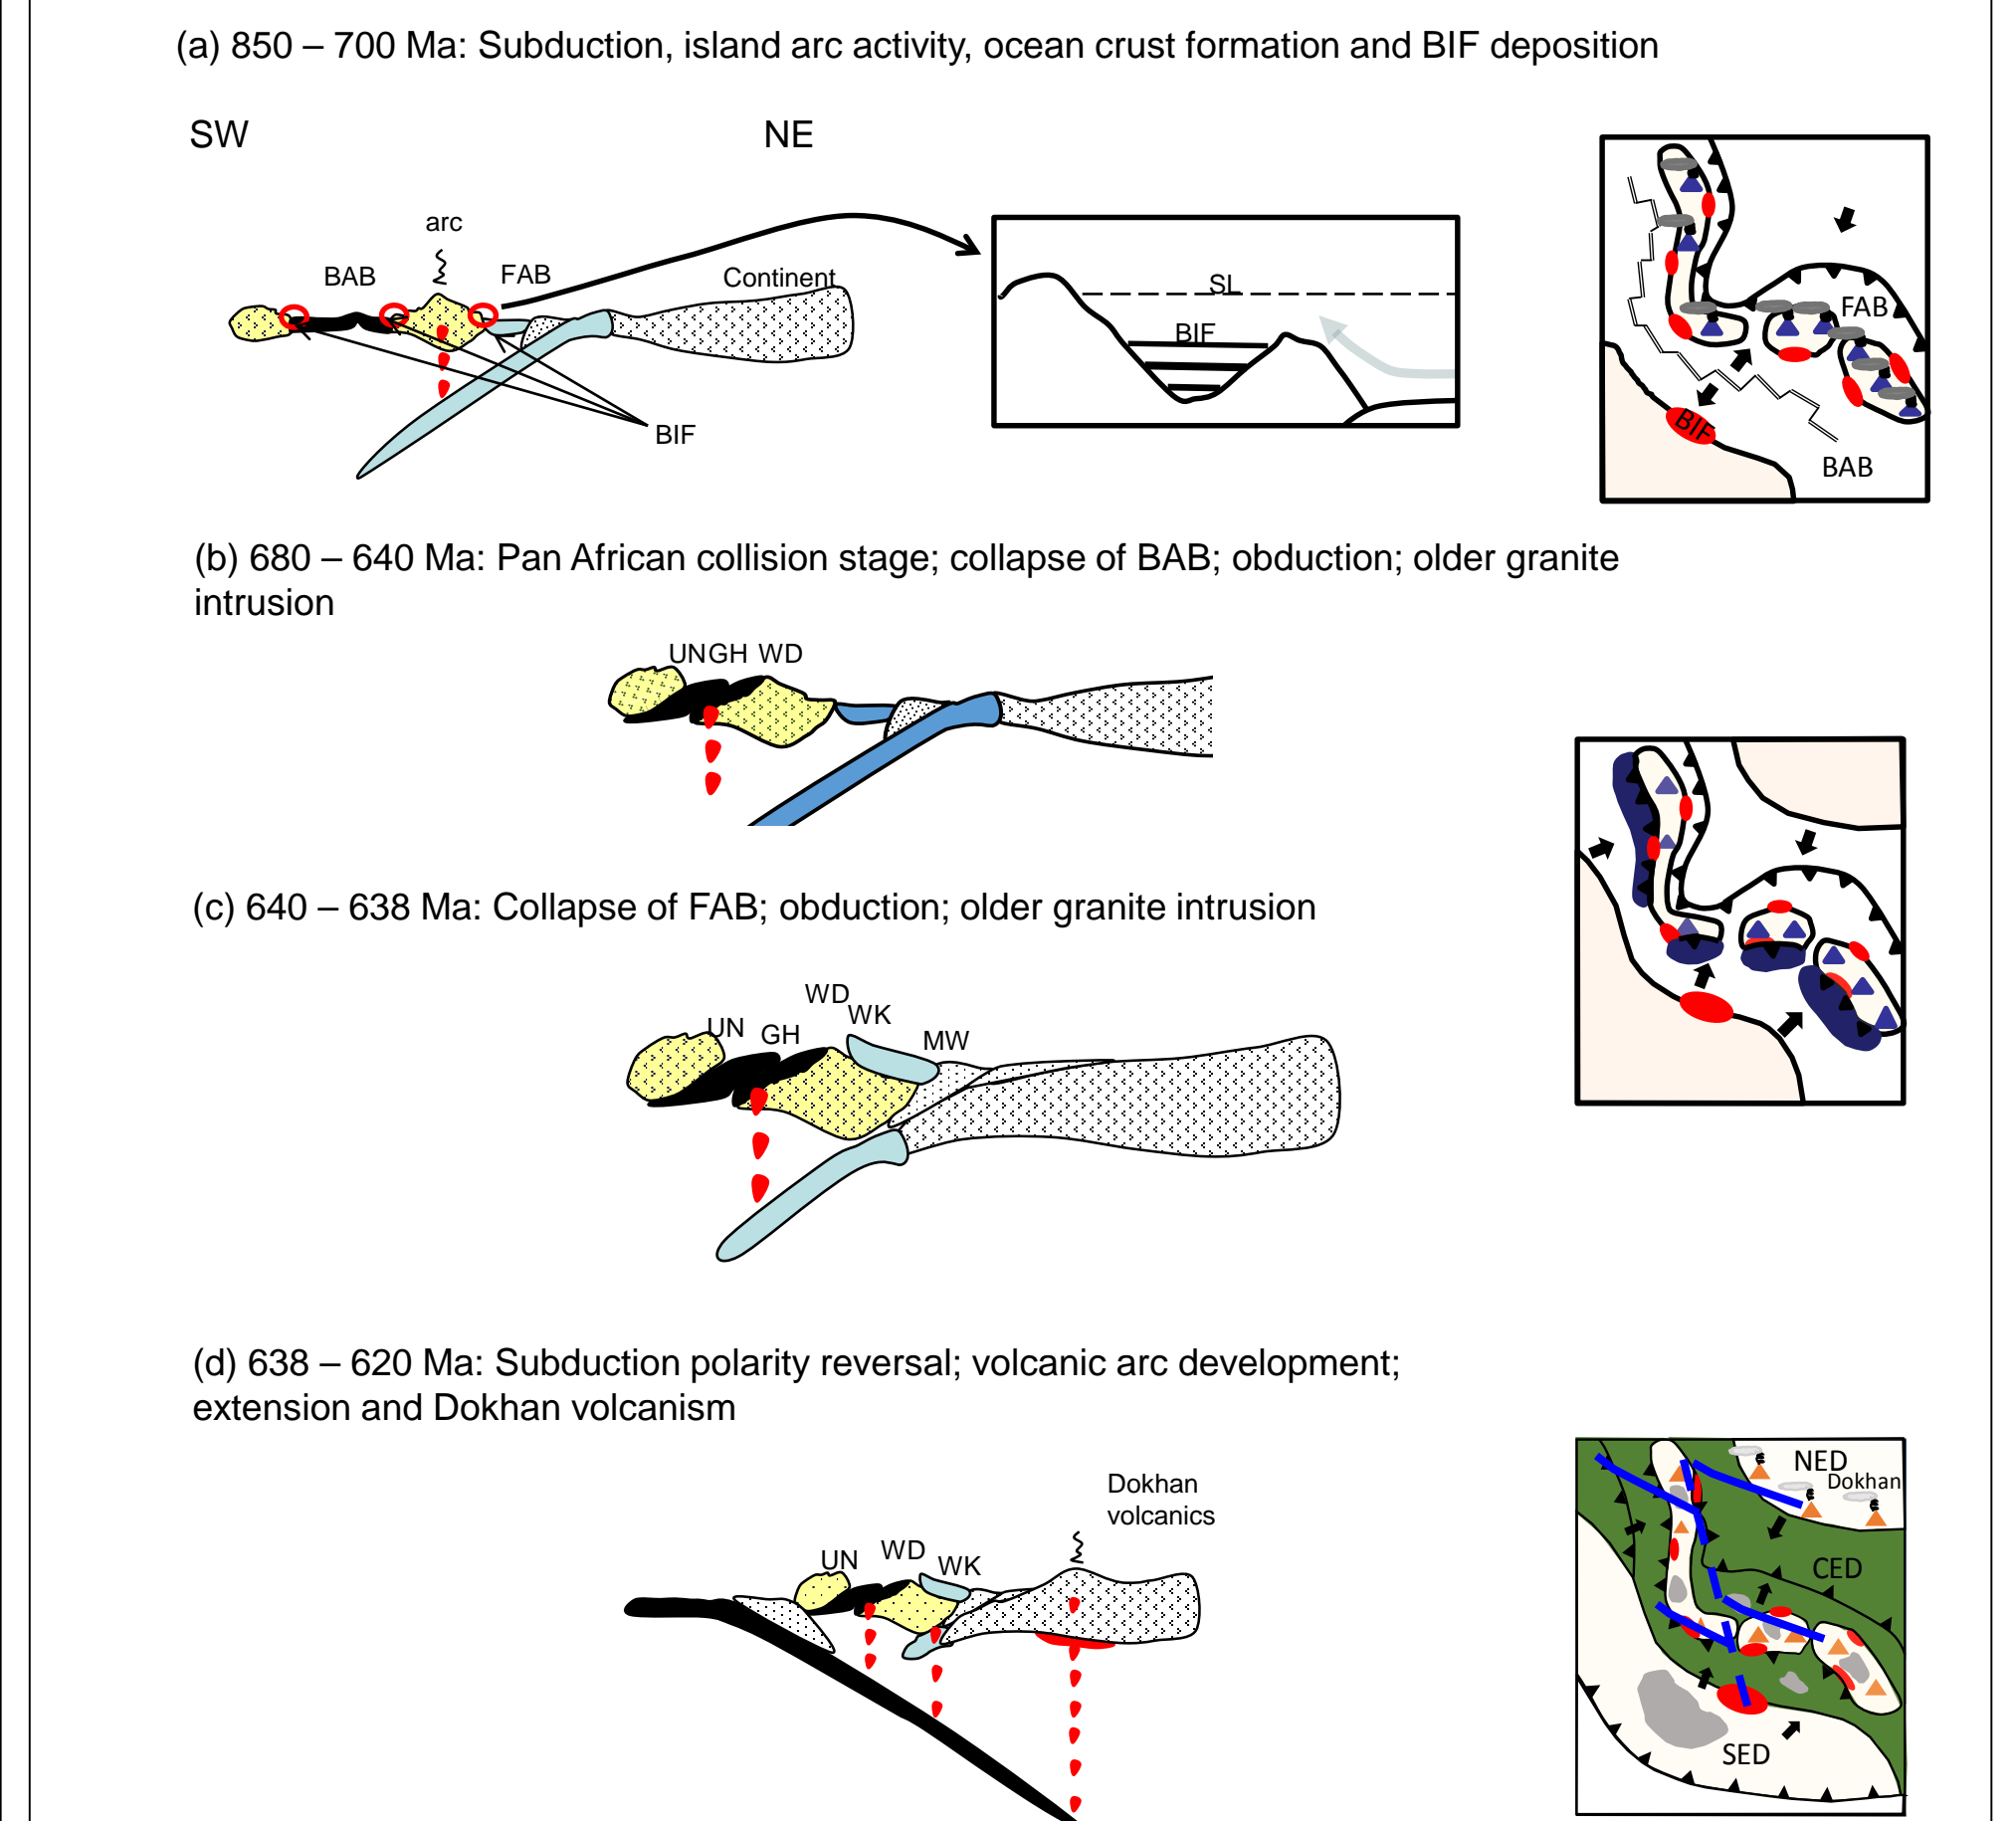 (a) 850 – 700 Ma: Subduction, island arc activity, ocean crust formation and BIF deposition
SW
NE
arc
BAB
FAB
Continent
BIF
SL
BIF
FAB
BIF
BAB
(b) 680 – 640 Ma: Pan African collision stage; collapse of BAB; obduction; older granite
intrusion
UN GH WD
(c) 640 – 638 Ma: Collapse of FAB; obduction; older granite intrusion
WD
WK
UN
GH
MW
(d) 638 – 620 Ma: Subduction polarity reversal; volcanic arc development;
extension and Dokhan volcanism
Dokhan
volcanics
UN
WD
WK
NED
Dokhan
CED
SED